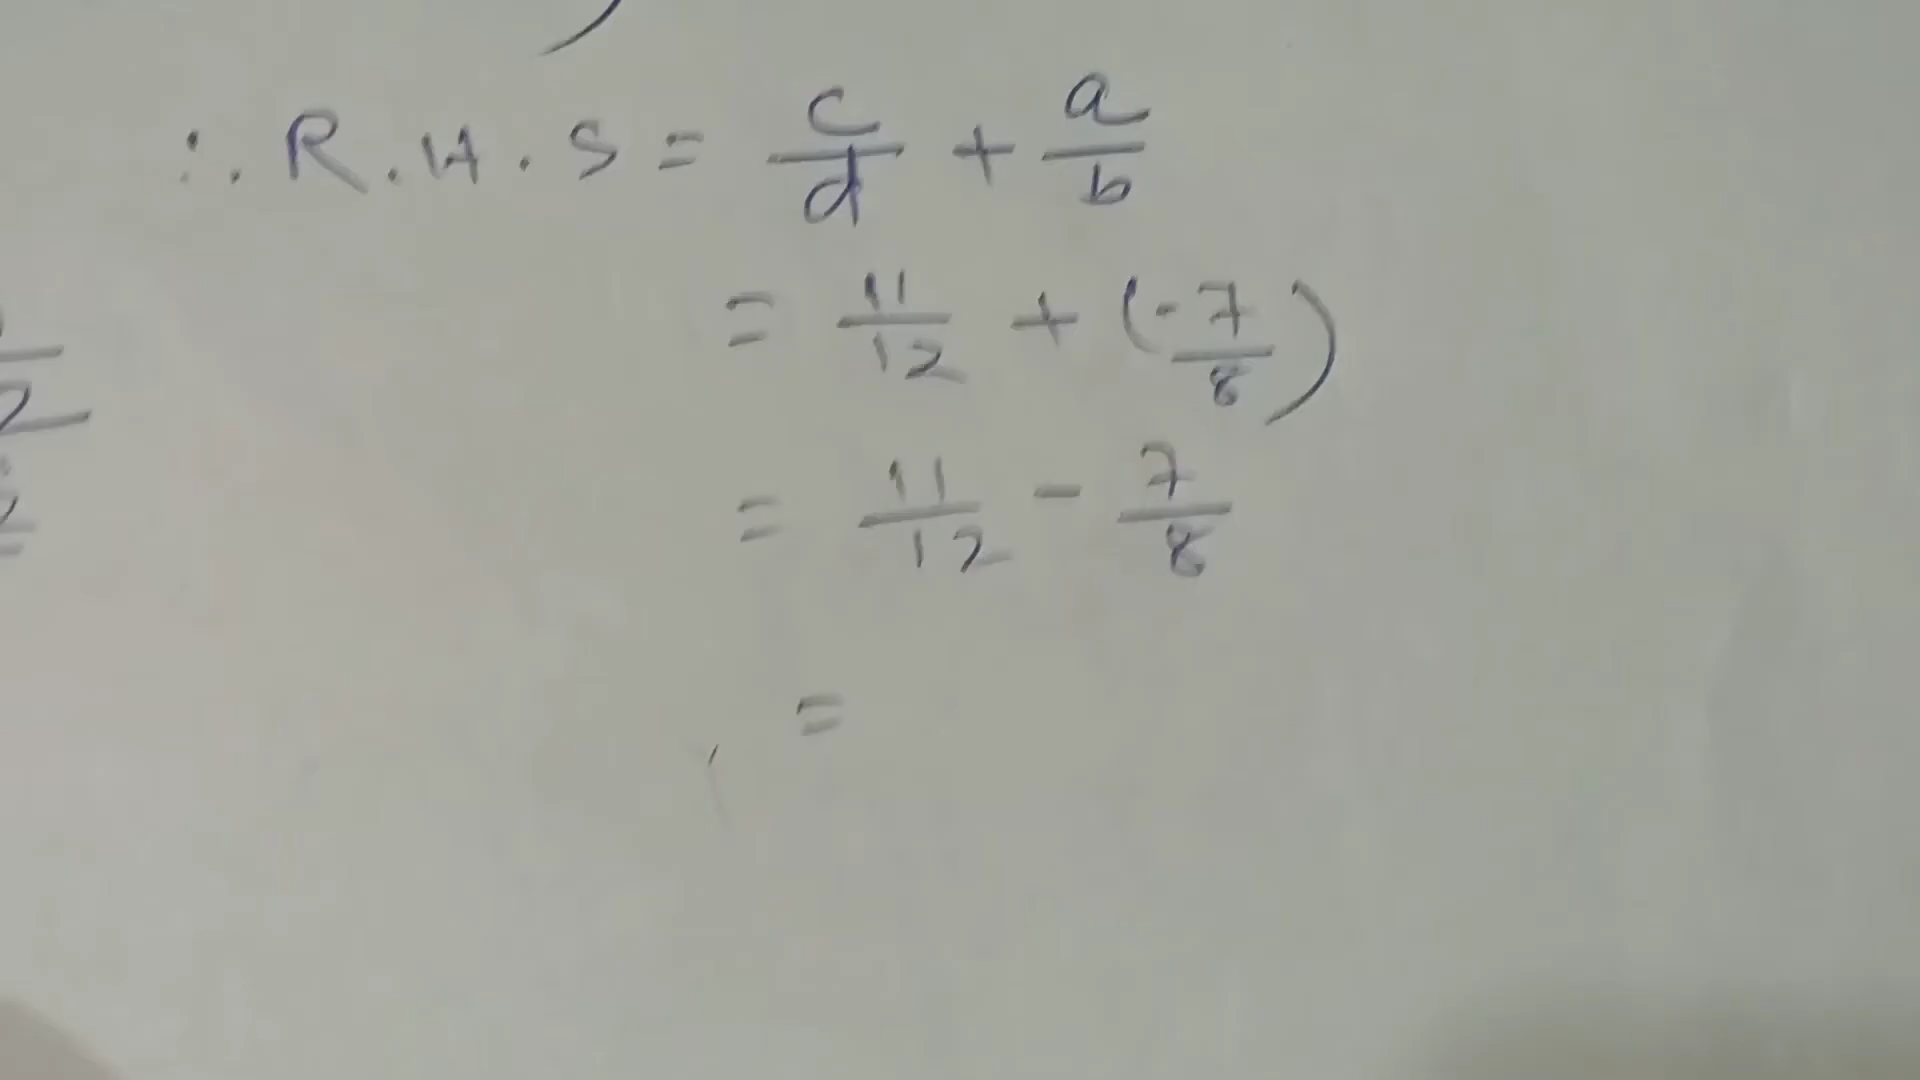 ∴ R.H.S = c/d + a/b
= 11/12 + (-7/8)
= 11/12 - 7/8
=